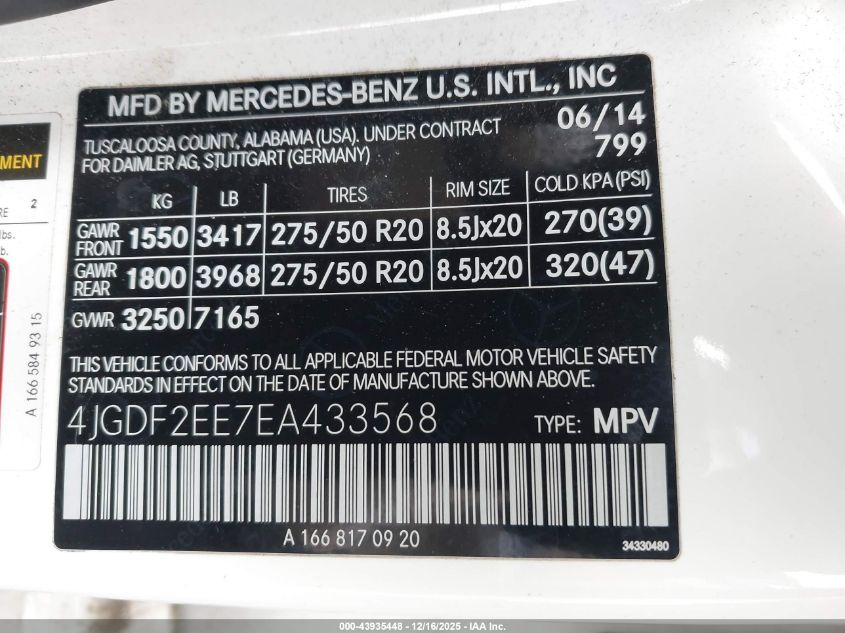 MFD BY MERCEDES-BENZ U.S. INTL., INC
TUSCALOOSA COUNTY, ALABAMA (USA). UNDER CONTRACT
FOR DAIMLER AG, STUTTGART (GERMANY)
06/14
799
KG LB TIRES RIM SIZE COLD KPA (PSI)
GAWR FRONT 1550 3417 275/50 R20 8.5Jx20 270(39)
GAWR REAR 1800 3968 275/50 R20 8.5Jx20 320(47)
GVWR 3250 7165
THIS VEHICLE CONFORMS TO ALL APPLICABLE FEDERAL MOTOR VEHICLE SAFETY
STANDARDS IN EFFECT ON THE DATE OF MANUFACTURE SHOWN ABOVE.
4JGDF2EE7EA433568 TYPE: MPV
A 166 817 09 20
34330480
MENT
RE 2
lbs.
lb.
A 166 584 93 15
000-43935448 - 12/16/2025 - IAA Inc.